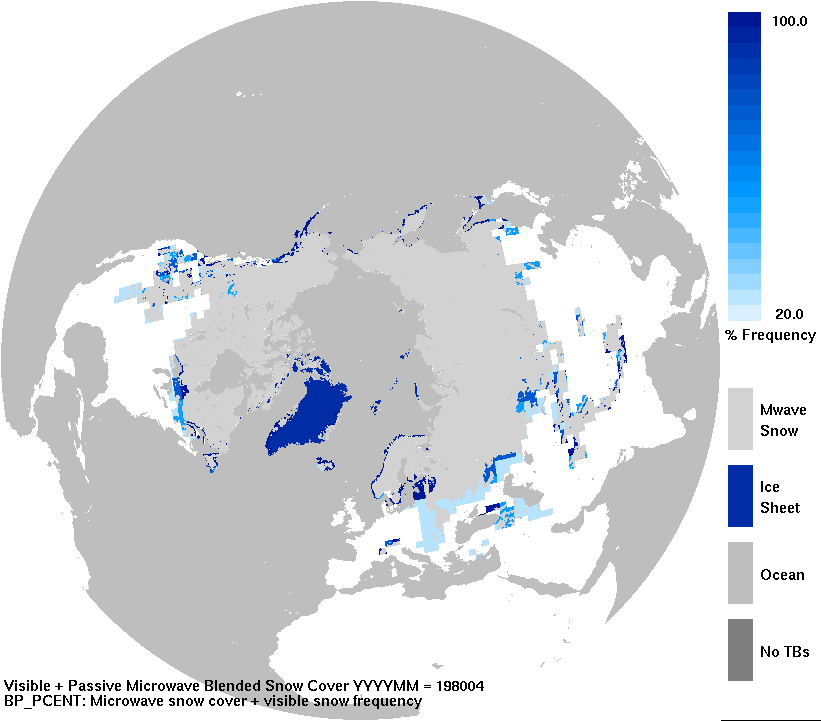 100.0
20.0
% Frequency
Mwave
Snow
Ice
Sheet
Ocean
No TBs
Visible + Passive Microwave Blended Snow Cover YYYYMM = 198004
BP_PCENT: Microwave snow cover + visible snow frequency